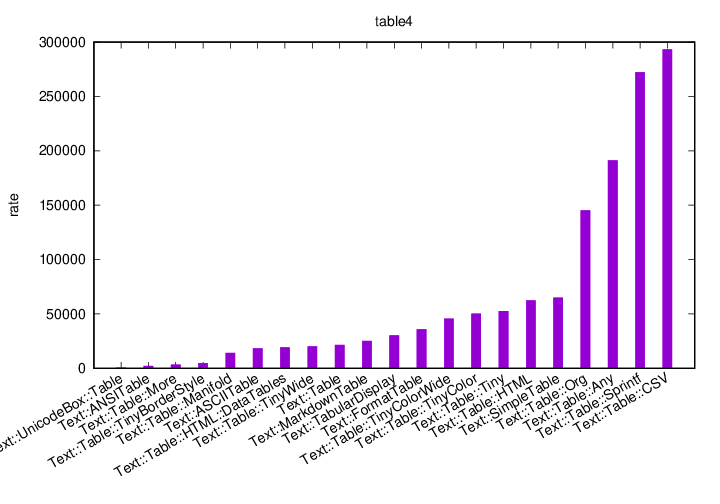 table4
300000
250000
200000
150000
100000
50000
0
rate
ext::UnicodeBox::Table
Text::ANSITable
Text::Table::More
Text::Table::TinyBorderStyle
Text::Table::Manifold
Text::ASCIITable
Text::Table::HTML::DataTables
Text::Table::TinyWide
Text::Table
Text::MarkdownTable
Text::TabularDisplay
Text::FormatTable
Text::Table::TinyColorWide
Text::Table::TinyColor
Text::Table::Tiny
Text::Table::HTML
Text::SimpleTable
Text::Table::Org
Text::Table::Any
Text::Table::Sprintf
Text::Table::CSV